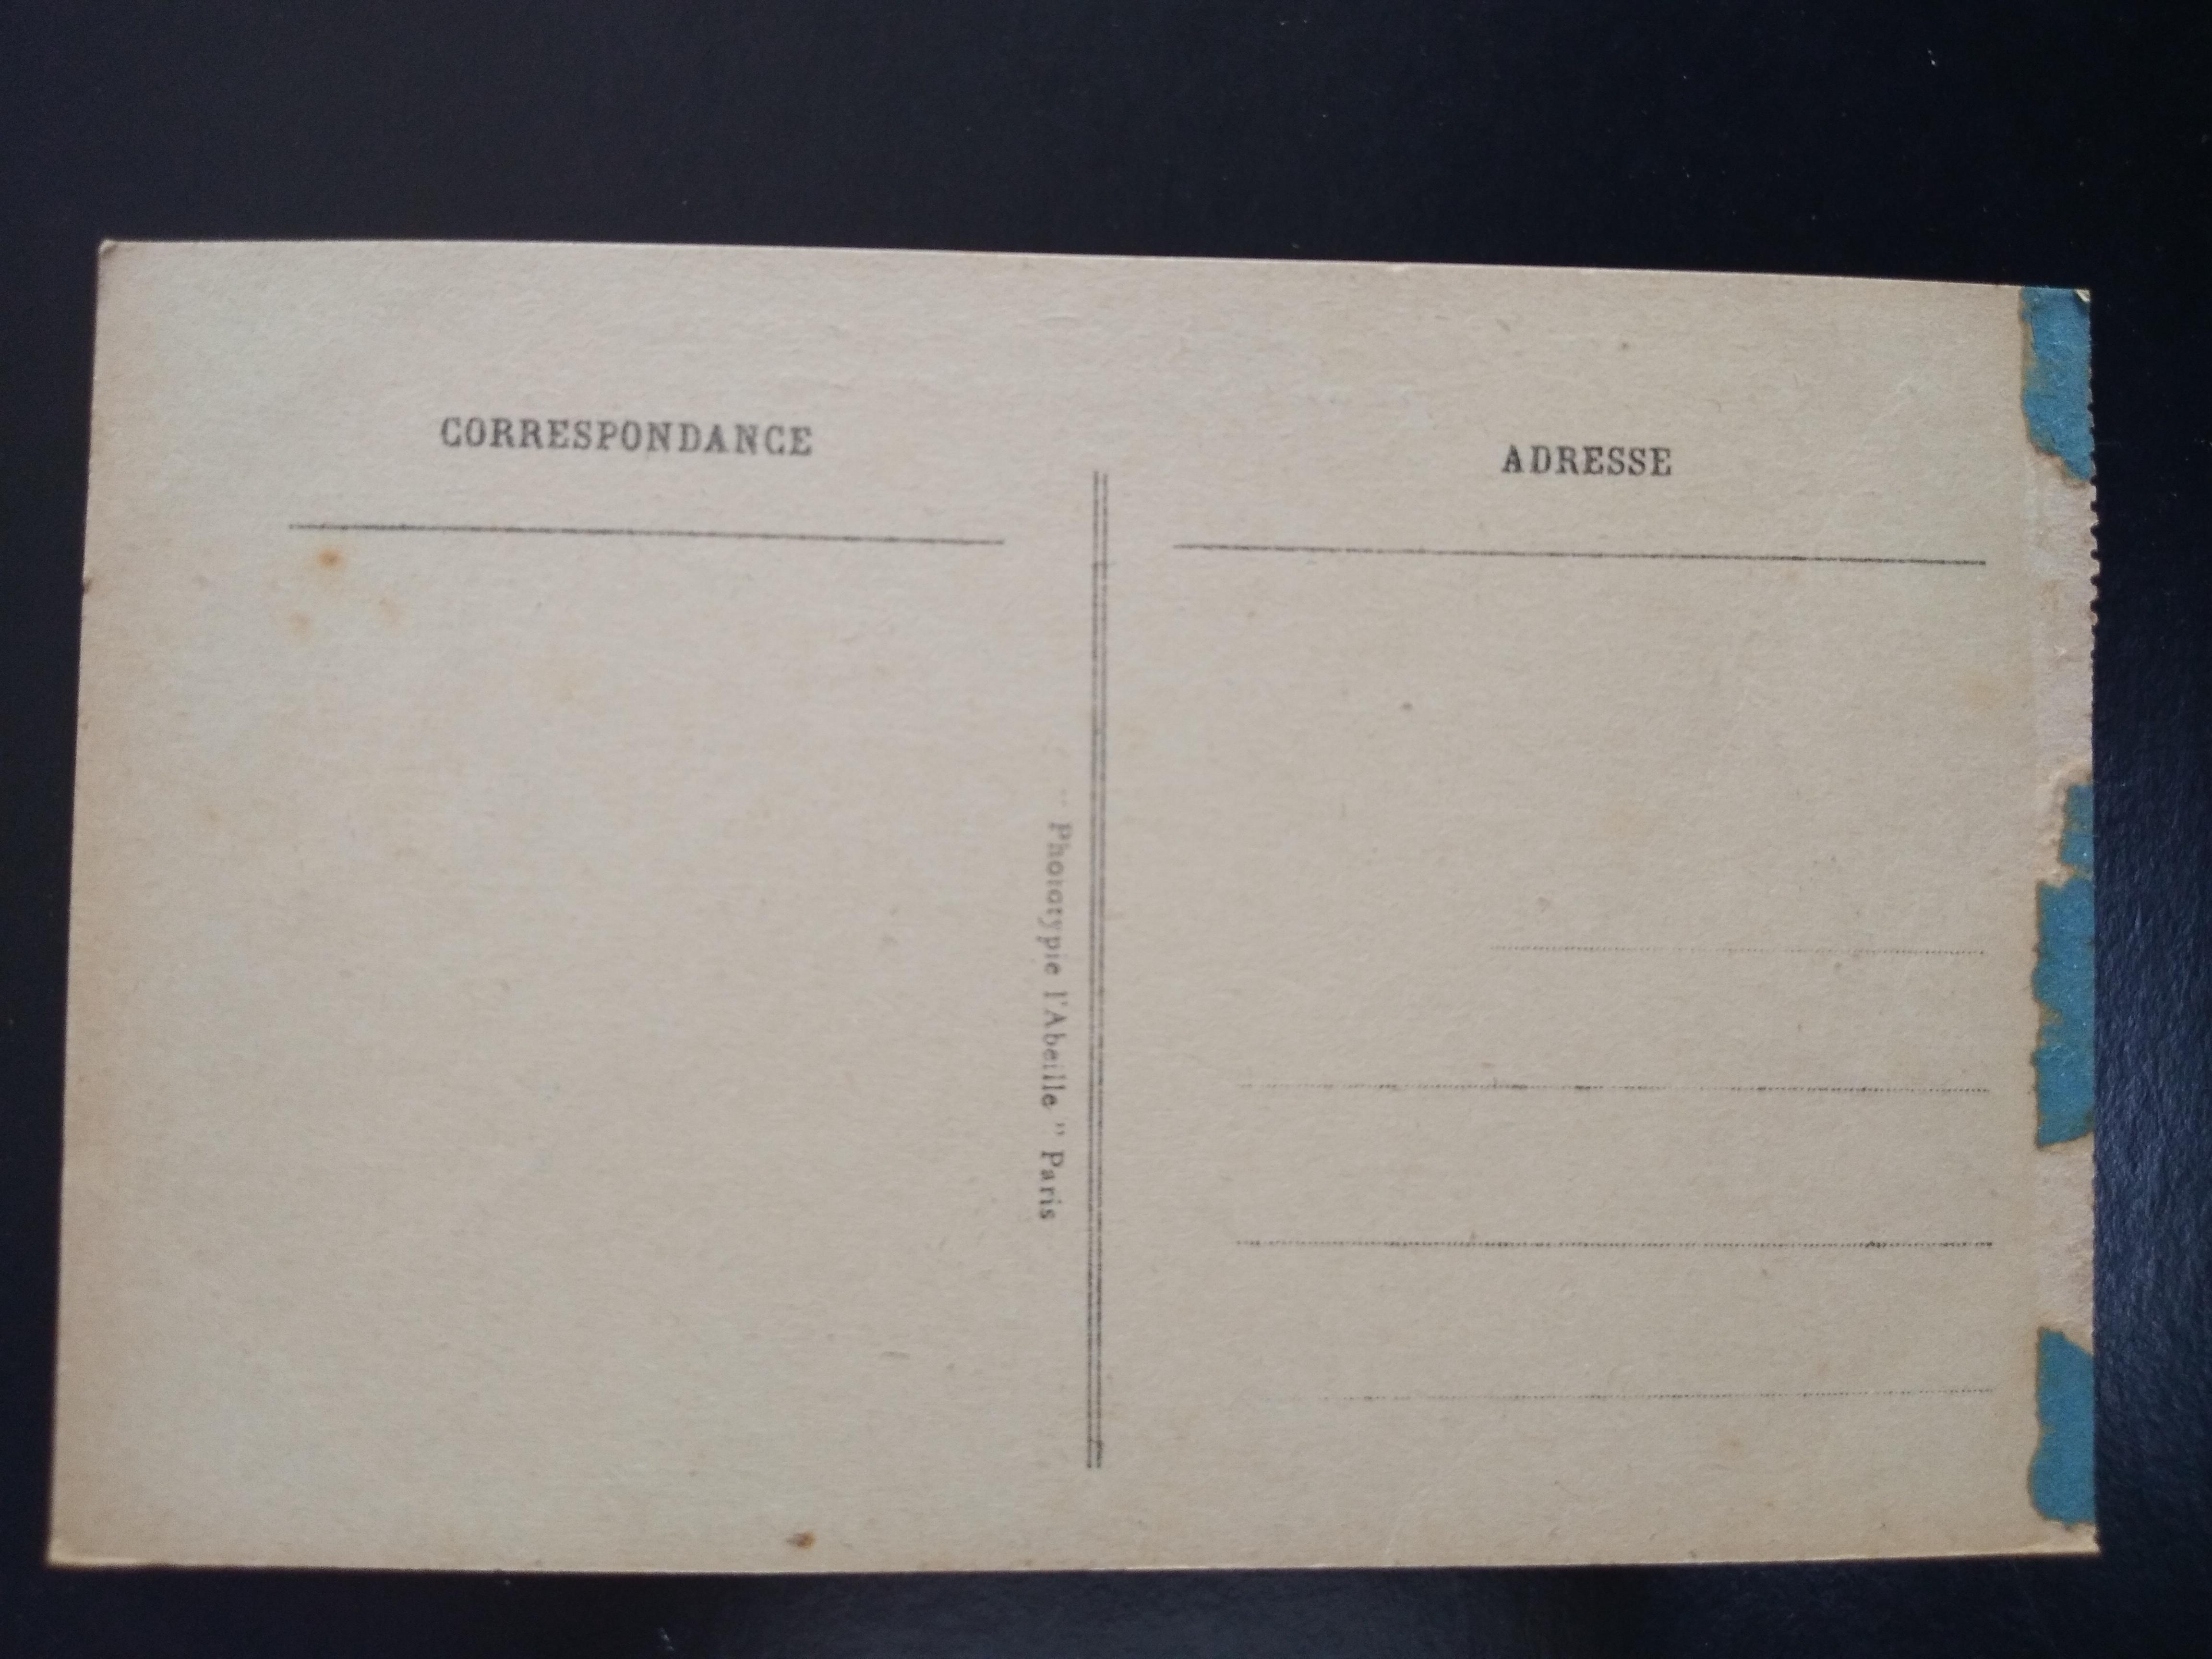 CORRESPONDANCE
ADRESSE
" Phototypie l'Abeille " Paris